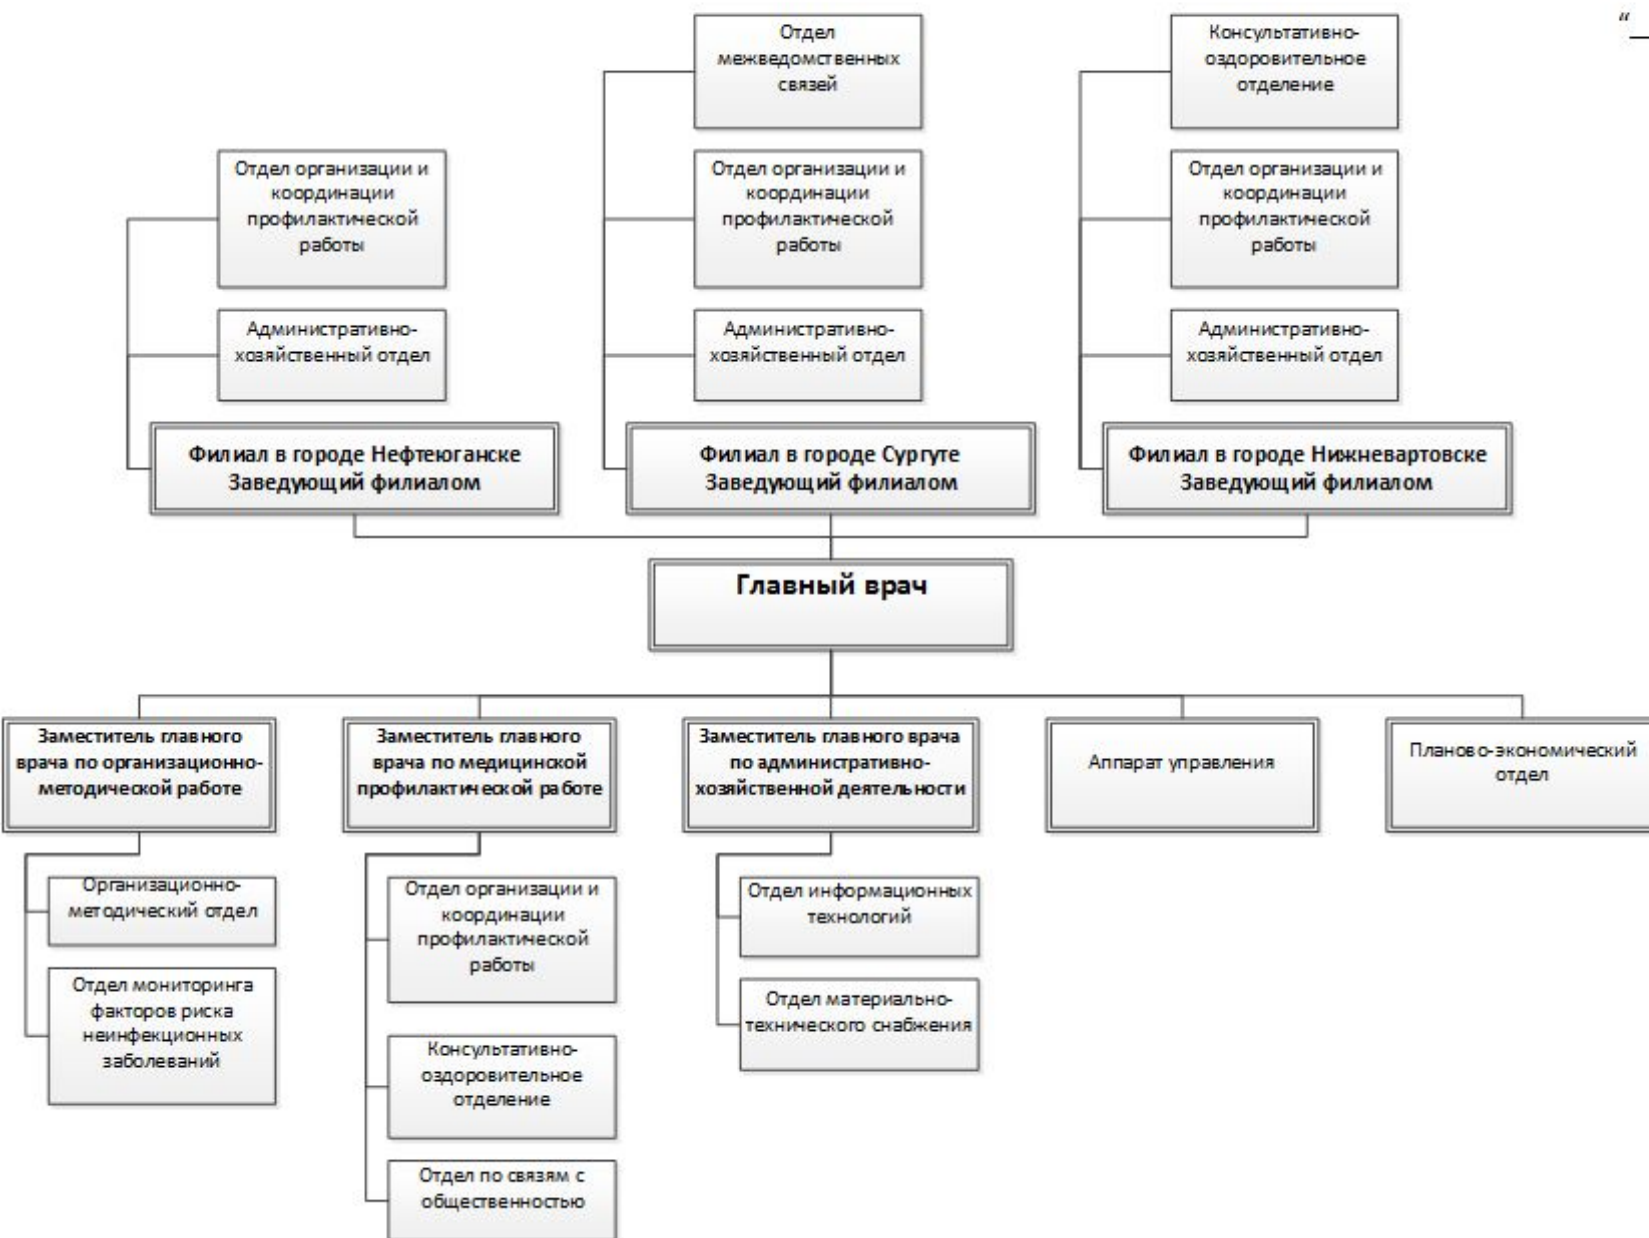 “__
Отдел
межведомственных
связей
Консультативно-
оздоровительное
отделение
Отдел организации и
координации
профилактической
работы
Отдел организации и
координации
профилактической
работы
Отдел организации и
координации
профилактической
работы
Административно-
хозяйственный отдел
Административно-
хозяйственный отдел
Административно-
хозяйственный отдел
Филиал в городе Нефтеюганске
Заведующий филиалом
Филиал в городе Сургуте
Заведующий филиалом
Филиал в городе Нижневартовске
Заведующий филиалом
Главный врач
Заместитель главного
врача по организационно-
методической работе
Заместитель главного
врача по медицинской
профилактической работе
Заместитель главного врача
по административно-
хозяйственной деятельности
Аппарат управления
Планово-экономический
отдел
Организационно-
методический отдел
Отдел мониторинга
факторов риска
неинфекционных
заболеваний
Отдел организации и
координации
профилактической
работы
Консультативно-
оздоровительное
отделение
Отдел по связям с
общественностью
Отдел информационных
технологий
Отдел материально-
технического снабжения